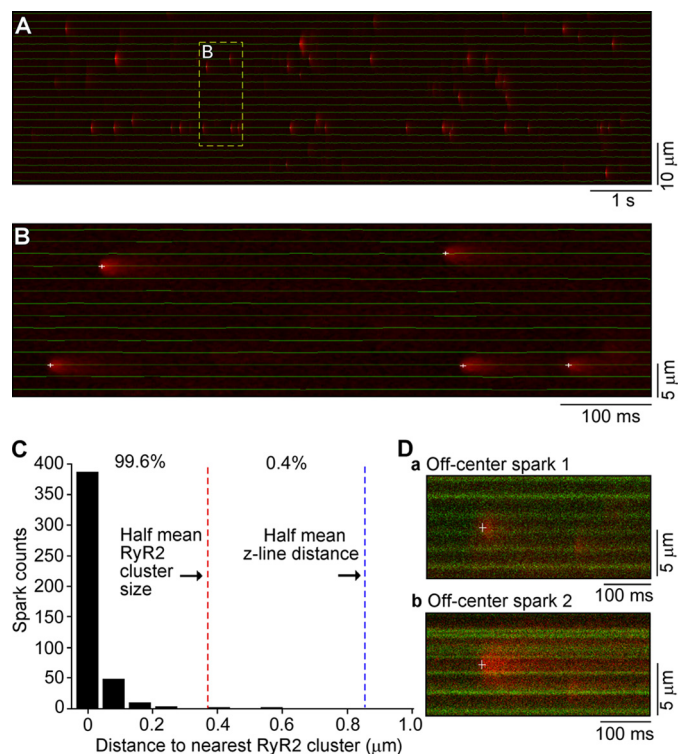 A
B
10 μm
1 s
B
5 μm
100 ms
C
99.6%
0.4%
400
350
300
250
200
150
100
50
0
Spark counts
Half mean
RyR2
cluster
size
Half mean
z-line distance
0
0.2
0.4
0.6
0.8
1.0
Distance to nearest RyR2 cluster (μm)
D
a Off-center spark 1
5 μm
100 ms
b Off-center spark 2
5 μm
100 ms